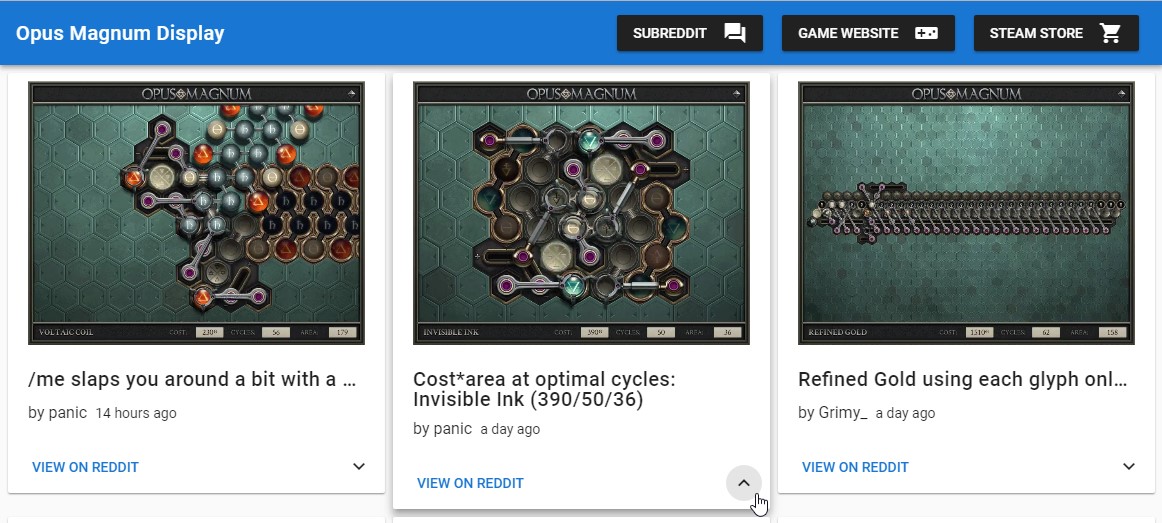 Opus Magnum Display
SUBREDDIT
GAME WEBSITE
STEAM STORE
OPUS MAGNUM
VOLTAIC COIL COST: 230 CYCLES: 56 AREA: 179
/me slaps you around a bit with a ...
by panic 14 hours ago
VIEW ON REDDIT
OPUS MAGNUM
INVISIBLE INK COST: 390 CYCLES: 50 AREA: 36
Cost*area at optimal cycles:
Invisible Ink (390/50/36)
by panic a day ago
VIEW ON REDDIT
OPUS MAGNUM
REFINED GOLD COST: 1510 CYCLES: 62 AREA: 158
Refined Gold using each glyph onl...
by Grimy_ a day ago
VIEW ON REDDIT